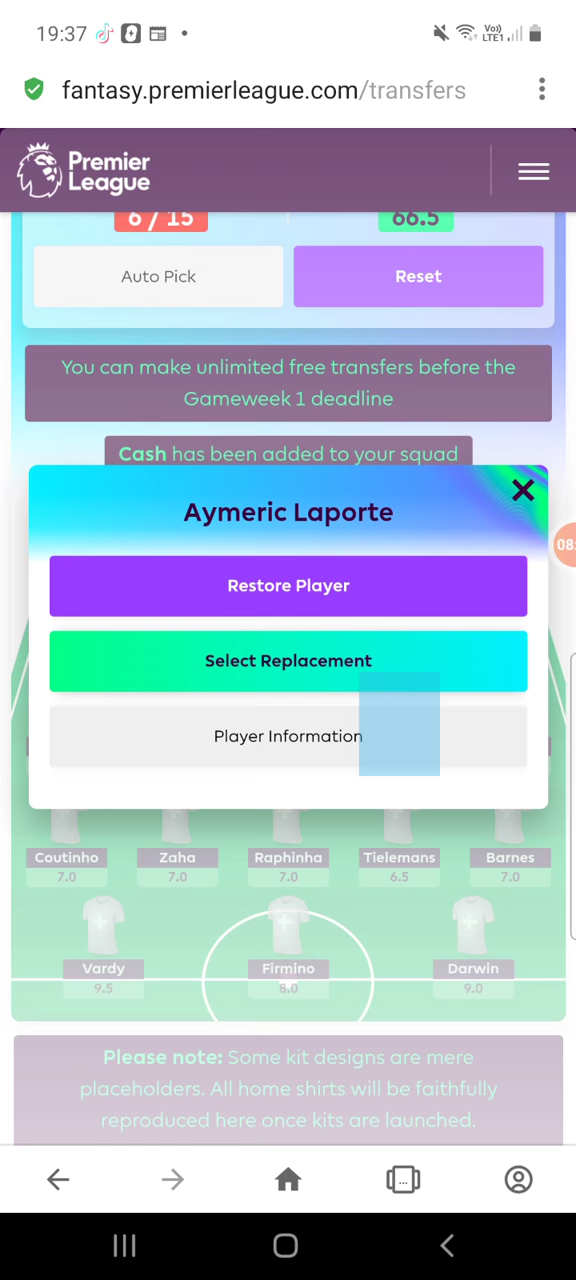 19:37
Vo)) LTE1
fantasy.premierleague.com/transfers
Premier League
6 / 15
66.5
Auto Pick
Reset
You can make unlimited free transfers before the
Gameweek 1 deadline
Cash has been added to your squad
Aymeric Laporte
08:
Restore Player
Select Replacement
Player Information
Coutinho Zaha Raphinha Tielemans Barnes
7.0 7.0 7.0 6.5 7.0
Vardy Firmino Darwin
9.5 8.0 9.0
Please note: Some kit designs are mere
placeholders. All home shirts will be faithfully
reproduced here once kits are launched.